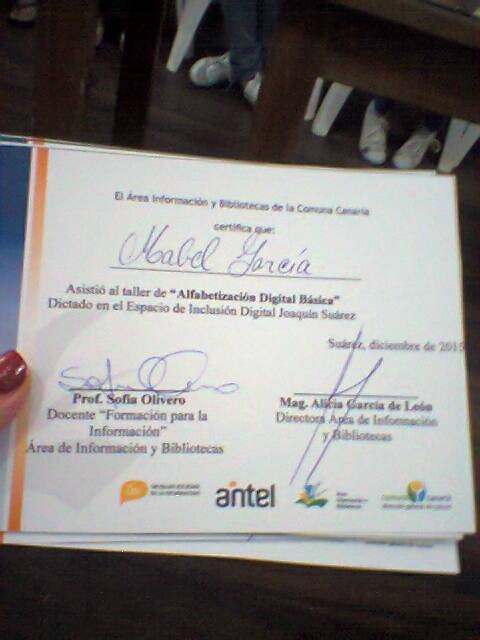 El Área Información y Bibliotecas de la Comuna Canaria
certifica que:
Mabel García
Asistió al taller de "Alfabetización Digital Básica"
Dictado en el Espacio de Inclusión Digital Joaquín Suárez
Suárez, diciembre de 2015
Prof. Sofía Olivero
Docente "Formación para la
Información"
Área de Información y Bibliotecas
Mag. Alicia García de León
Directora Área de Información
y Bibliotecas
antel